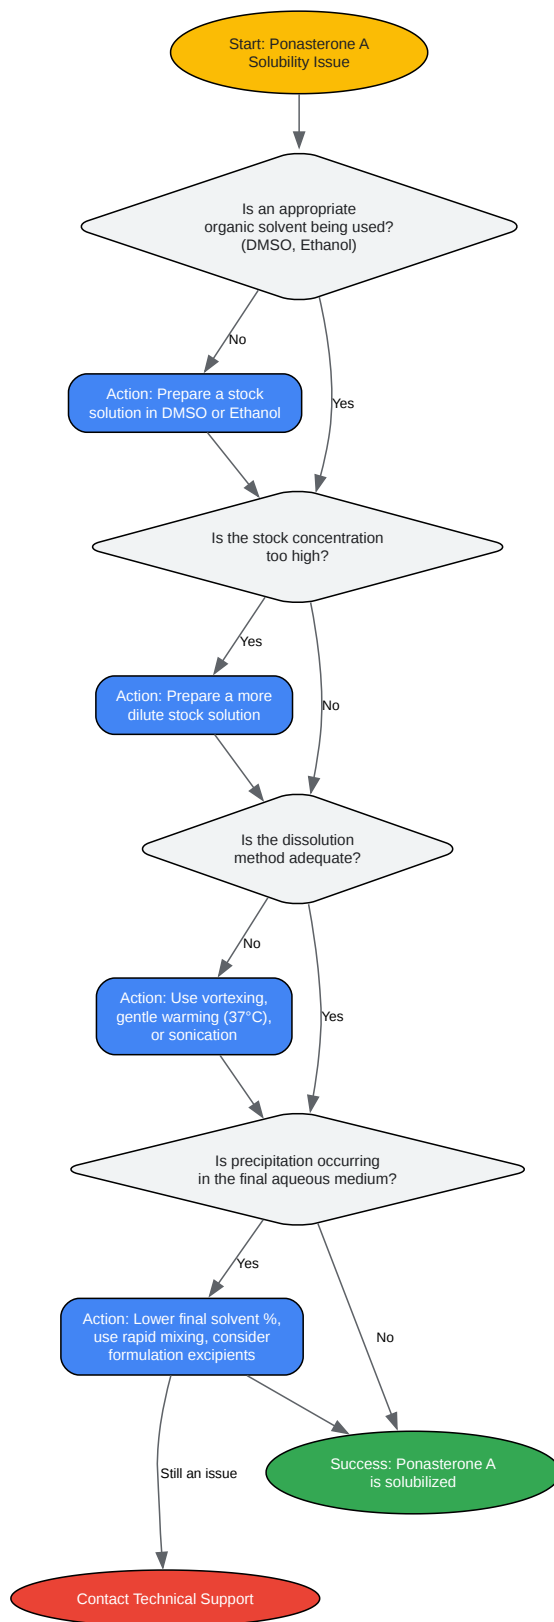 Start: Ponasterone A
Solubility Issue
Is an appropriate
organic solvent being used?
(DMSO, Ethanol)
No
Yes
Action: Prepare a stock
solution in DMSO or Ethanol
Is the stock concentration
too high?
Yes
No
Action: Prepare a more
dilute stock solution
Is the dissolution
method adequate?
No
Yes
Action: Use vortexing,
gentle warming (37°C),
or sonication
Is precipitation occurring
in the final aqueous medium?
Yes
No
Action: Lower final solvent %,
use rapid mixing, consider
formulation excipients
Still an issue
Success: Ponasterone A
is solubilized
Contact Technical Support